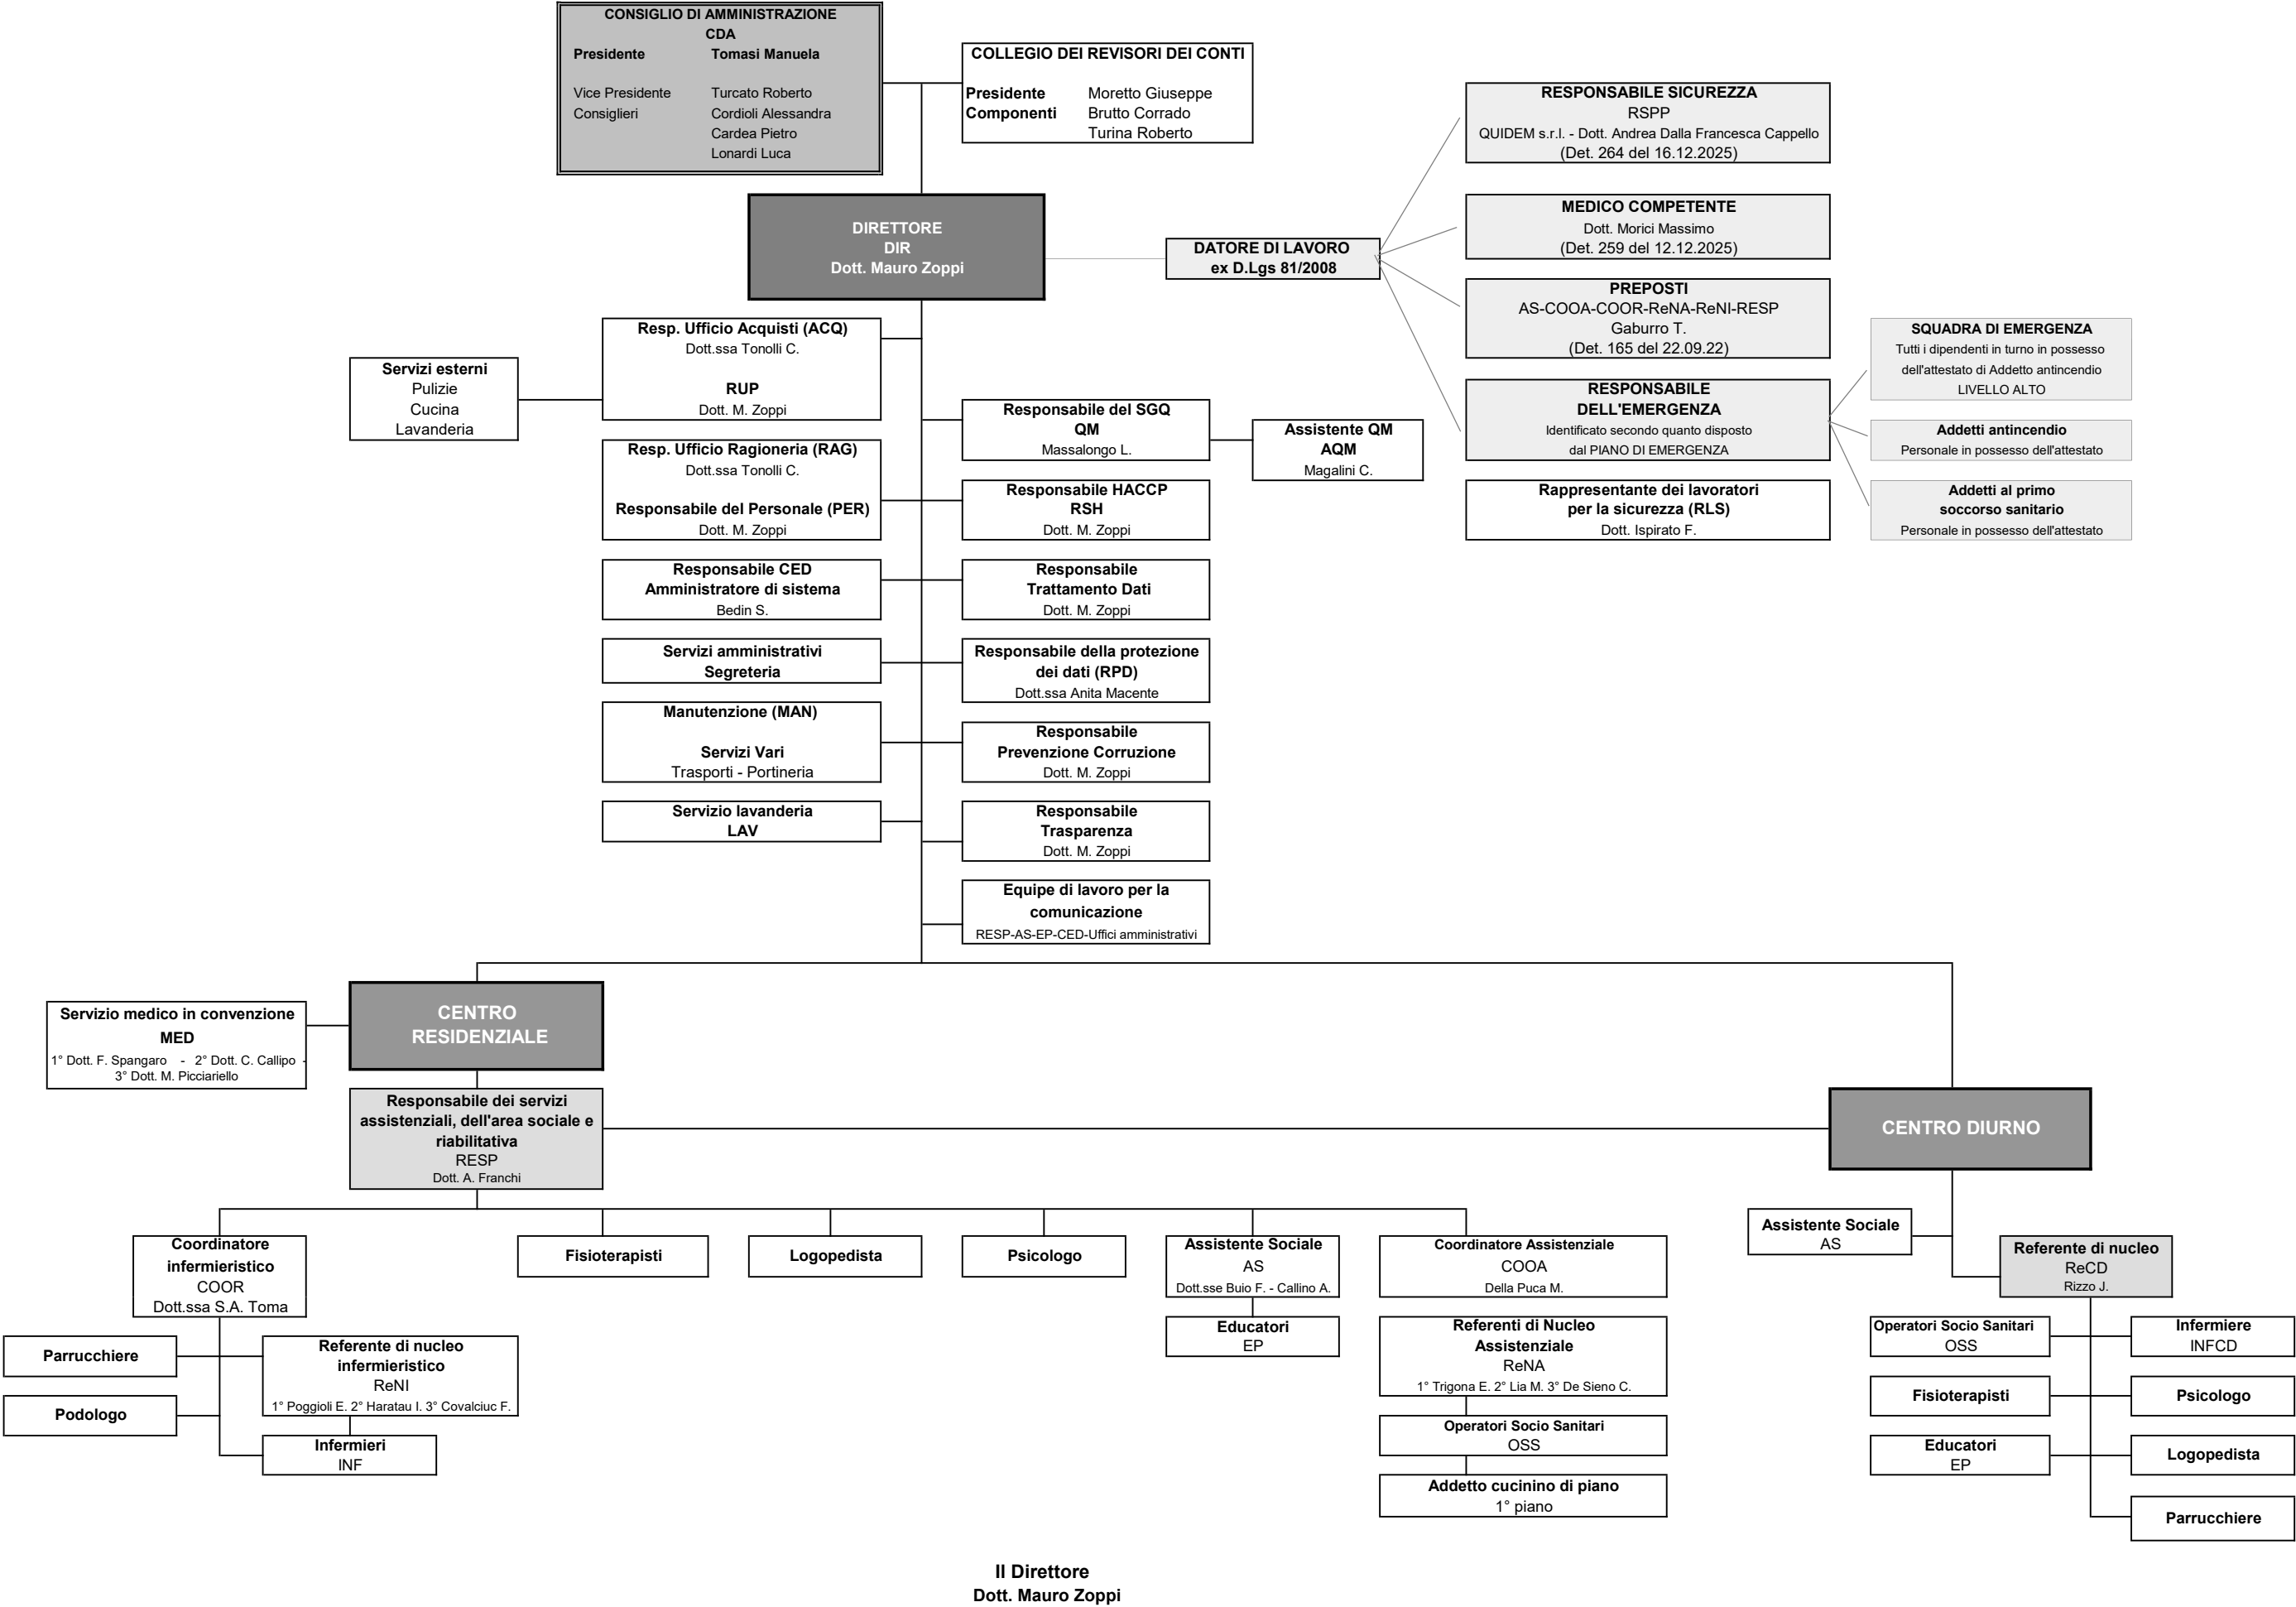 CONSIGLIO DI AMMINISTRAZIONE
CDA
Presidente Tomasi Manuela
Vice Presidente Turcato Roberto
Consiglieri Cordioli Alessandra
Cardea Pietro
Lonardi Luca
COLLEGIO DEI REVISORI DEI CONTI
Presidente Moretto Giuseppe
Componenti Brutto Corrado
Turina Roberto
RESPONSABILE SICUREZZA
RSPP
QUIDEM s.r.l. - Dott. Andrea Dalla Francesca Cappello
(Det. 264 del 16.12.2025)
DIRETTORE
DIR
Dott. Mauro Zoppi
DATORE DI LAVORO
ex D.Lgs 81/2008
MEDICO COMPETENTE
Dott. Morici Massimo
(Det. 259 del 12.12.2025)
PREPOSTI
AS-COOA-COOR-ReNA-ReNI-RESP
Gaburro T.
(Det. 165 del 22.09.22)
RESPONSABILE
DELL'EMERGENZA
Identificato secondo quanto disposto
dal PIANO DI EMERGENZA
SQUADRA DI EMERGENZA
Tutti i dipendenti in turno in possesso
dell'attestato di Addetto antincendio
LIVELLO ALTO
Addetti antincendio
Personale in possesso dell'attestato
Addetti al primo
soccorso sanitario
Personale in possesso dell'attestato
Rappresentante dei lavoratori
per la sicurezza (RLS)
Dott. Ispirato F.
Servizi esterni
Pulizie
Cucina
Lavanderia
Resp. Ufficio Acquisti (ACQ)
Dott.ssa Tonolli C.
RUP
Dott. M. Zoppi
Resp. Ufficio Ragioneria (RAG)
Dott.ssa Tonolli C.
Responsabile del Personale (PER)
Dott. M. Zoppi
Responsabile CED
Amministratore di sistema
Bedin S.
Servizi amministrativi
Segreteria
Manutenzione (MAN)
Servizi Vari
Trasporti - Portineria
Servizio lavanderia
LAV
Responsabile del SGQ
QM
Massalongo L.
Assistente QM
AQM
Magalini C.
Responsabile HACCP
RSH
Dott. M. Zoppi
Responsabile
Trattamento Dati
Dott. M. Zoppi
Responsabile della protezione
dei dati (RPD)
Dott.ssa Anita Macente
Responsabile
Prevenzione Corruzione
Dott. M. Zoppi
Responsabile
Trasparenza
Dott. M. Zoppi
Equipe di lavoro per la
comunicazione
RESP-AS-EP-CED-Uffici amministrativi
Servizio medico in convenzione
MED
1° Dott. F. Spangaro - 2° Dott. C. Callipo -
3° Dott. M. Picciariello
CENTRO
RESIDENZIALE
Responsabile dei servizi
assistenziali, dell'area sociale e
riabilitativa
RESP
Dott. A. Franchi
CENTRO DIURNO
Coordinatore
infermieristico
COOR
Dott.ssa S.A. Toma
Fisioterapisti
Logopedista
Psicologo
Assistente Sociale
AS
Dott.sse Buio F. - Callino A.
Educatori
EP
Coordinatore Assistenziale
COOA
Della Puca M.
Referenti di Nucleo
Assistenziale
ReNA
1° Trigona E. 2° Lia M. 3° De Sieno C.
Operatori Socio Sanitari
OSS
Addetto cucinino di piano
1° piano
Parrucchiere
Podologo
Referente di nucleo
infermieristico
ReNI
1° Poggioli E. 2° Haratau I. 3° Covalciuc F.
Infermieri
INF
Assistente Sociale
AS
Referente di nucleo
ReCD
Rizzo J.
Operatori Socio Sanitari
OSS
Infermiere
INFCD
Fisioterapisti
Psicologo
Educatori
EP
Logopedista
Parrucchiere
Il Direttore
Dott. Mauro Zoppi